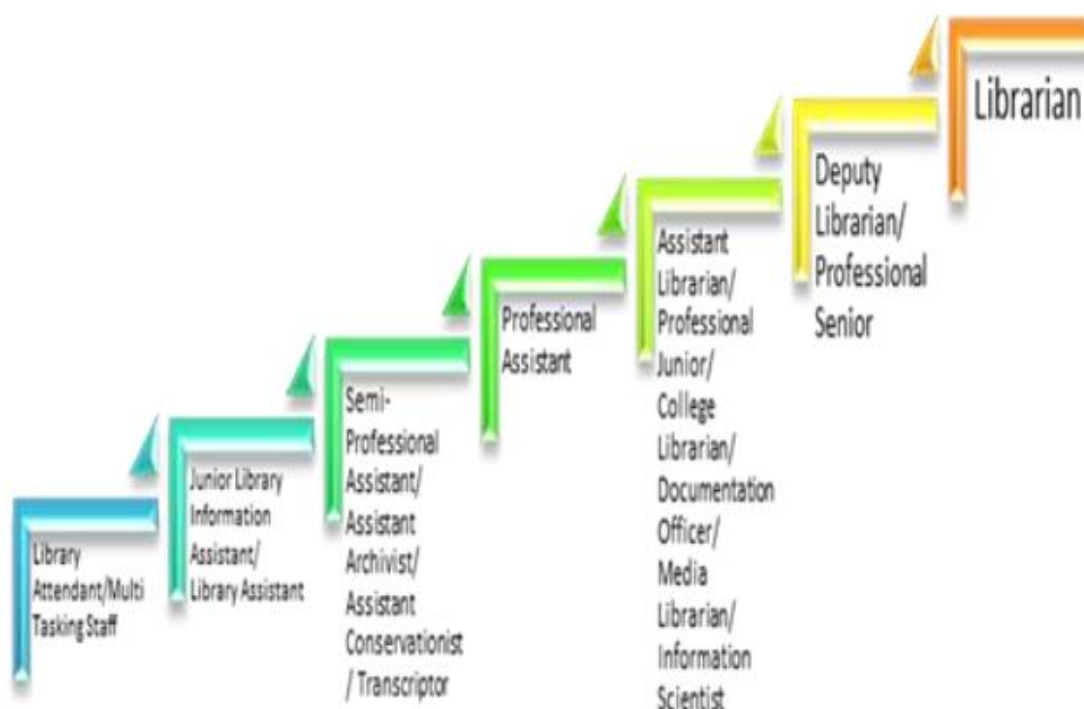 Library
Attendant/Multi
Tasking Staff
Junior Library
Information
Assistant/
Library Assistant
Semi-
Professional
Assistant/
Assistant
Archivist/
Assistant
Conservationist
/ Transcriptor
Professional
Assistant
Assistant
Librarian/
Professional
Junior/
College
Librarian/
Documentation
Officer/
Media
Librarian/
Information
Scientist
Deputy
Librarian/
Professional
Senior
Librarian